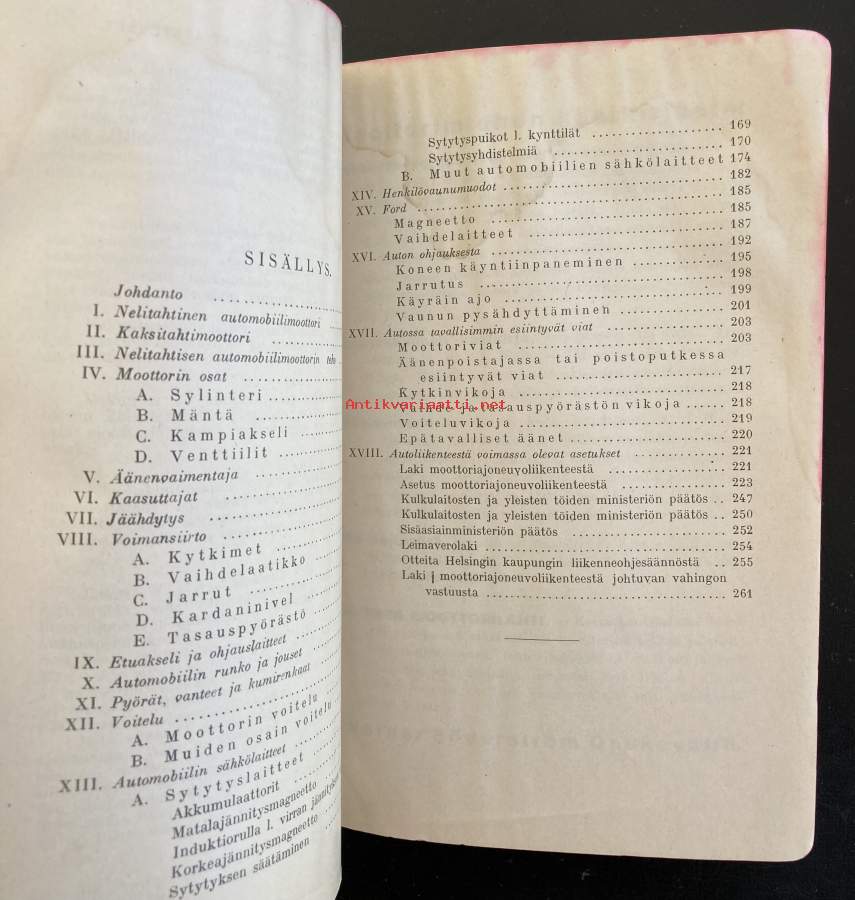 SISÄLLYS.
Johdanto
I. Nelitahtinen automobiilimoottori
II. Kaksitahtimoottori
III. Nelitahtisen automobiilimoottorin teho
IV. Moottorin osat
A. Sylinteri
B. Mäntä
C. Kampiakseli
D. Venttiilit
V. Äänenvaimentaja
VI. Kaasuttajat
VII. Jäähdytys
VIII. Voimansiirto
A. Kytkimet
B. Vaihdelaatikko
C. Jarrut
D. Kardaninivel
E. Tasauspyörästö
IX. Etuakseli ja ohjauslaitteet
X. Automobiilin runko ja jouset
XI. Pyörät, vanteet ja kumirenkaat
XII. Voitelu
A. Moottorin voitelu
B. Muiden osain voitelu
XIII. Automobiilin sähkölaitteet
A. Sytytyslaitteet
Akkumulaattorit
Matalajännitysmagneetto
Induktiorulla l. virran
Korkeajännitysmagneetto
Sytytyksen säätäminen
Sytytyspuikot l. kynttilät 169
Sytytysyhdistelmiä 170
B. Muut automobiilien sähkölaitteet 174
XIV. Henkilövaunumuodot 182
XV. Ford 185
Magneetto 185
Vaihdelaitteet 187
XVI. Auton ohjauksesta 192
Koneen käyntiinpaneminen 195
Jarrutus 198
Käyräin ajo 199
Vaunun pysähdyttäminen 201
XVII. Autossa tavallisimmin esiintyvät viat 203
Moottoriviat 203
Äänenpoistajassa tai poistoputkessa
esiintyvät viat 217
Kytkinvikoja 218
Antikvariaatti.net
Vaihde ja tasauspyörästön vikoja 218
Voiteluvikoja 219
Epätavalliset äänet 220
XVIII. Autoliikenteestä voimassa olevat asetukset 221
Laki moottoriajoneuvoliikenteestä 221
Asetus moottoriajoneuvoliikenteestä 223
Kulkulaitosten ja yleisten töiden ministeriön päätös .. 247
Kulkulaitosten ja yleisten töiden ministeriön päätös .. 250
Sisäasiainministeriön päätös 252
Leimaverolaki 254
Otteita Helsingin kaupungin liikenneohjesäännöstä .. 255
Laki moottoriajoneuvoliikenteestä johtuvan vahingon
vastuusta 261